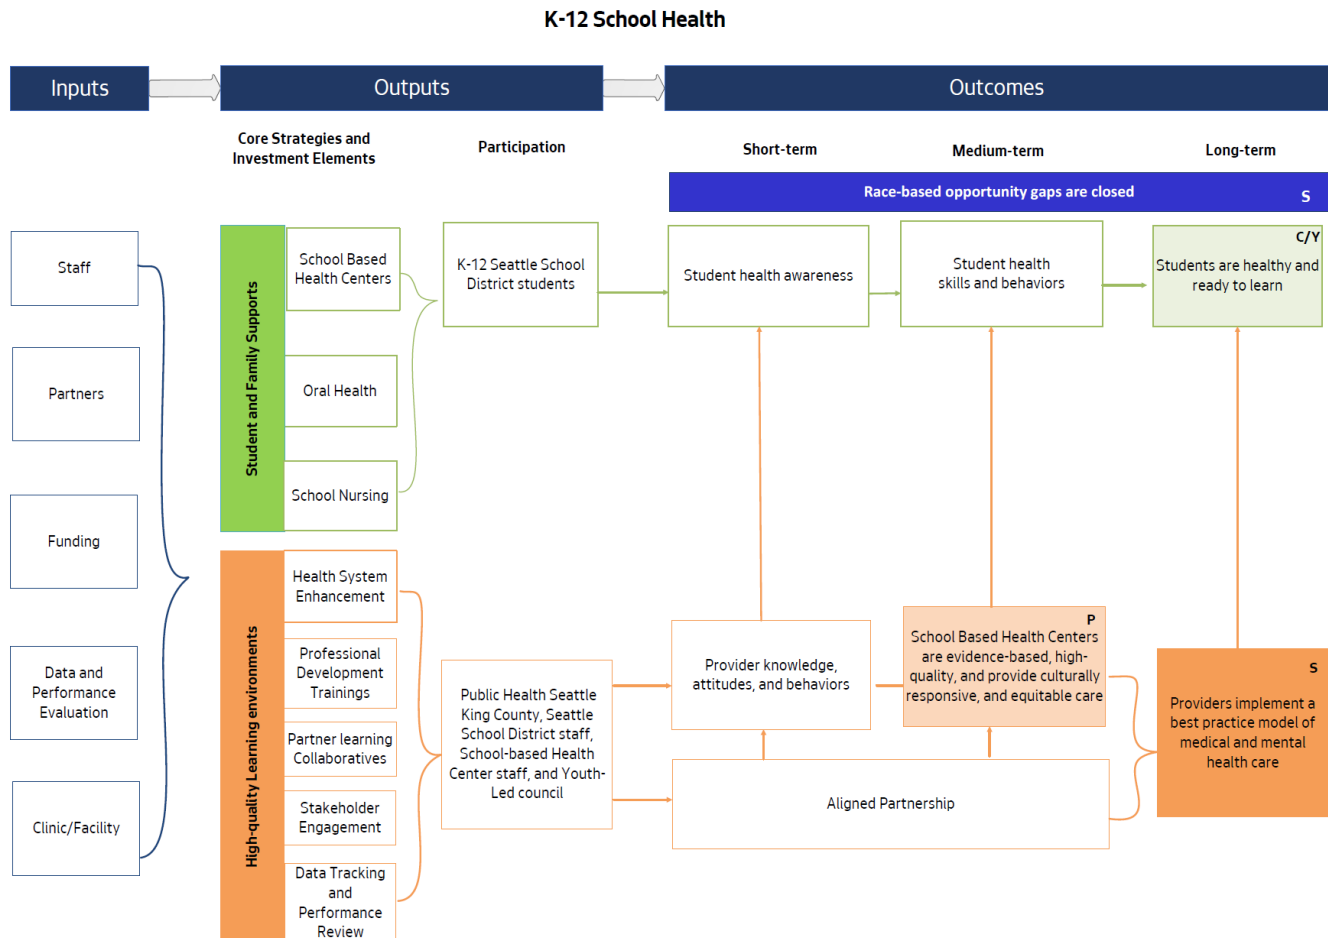 K-12 School Health
Inputs
Outputs
Outcomes
Core Strategies and
Investment Elements
Participation
Short-term
Medium-term
Long-term
Race-based opportunity gaps are closed
S
Staff
Partners
Funding
Data and
Performance
Evaluation
Clinic/Facility
Student and Family Supports
School Based
Health Centers
Oral Health
School Nursing
K-12 Seattle School
District students
Student health awareness
Student health
skills and behaviors
C/Y
Students are healthy and
ready to learn
High-quality Learning environments
Health System
Enhancement
Professional
Development
Trainings
Partner learning
Collaboratives
Stakeholder
Engagement
Data Tracking
and
Performance
Review
Public Health Seattle
King County, Seattle
School District staff,
School-based Health
Center staff, and Youth-
Led council
Provider knowledge,
attitudes, and behaviors
P
School Based Health Centers
are evidence-based, high-
quality, and provide culturally
responsive, and equitable care
Aligned Partnership
S
Providers implement a
best practice model of
medical and mental
health care